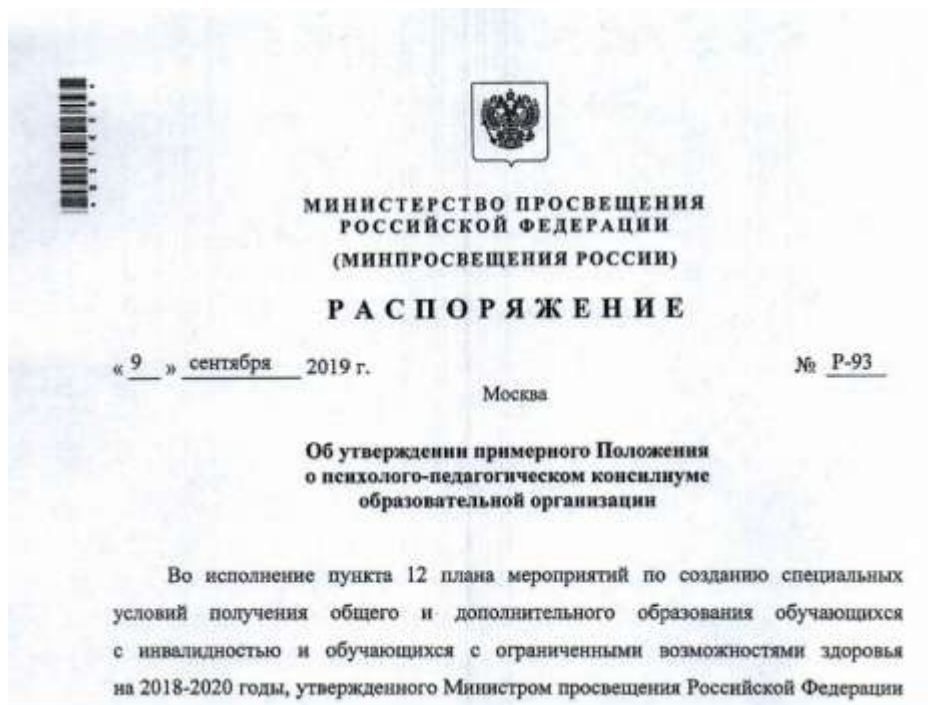 МИНИСТЕРСТВО ПРОСВЕЩЕНИЯ
РОССИЙСКОЙ ФЕДЕРАЦИИ
(МИНПРОСВЕЩЕНИЯ РОССИИ)
РАСПОРЯЖЕНИЕ
« 9 » сентября 2019 г. № Р-93
Москва
Об утверждении примерного Положения
о психолого-педагогическом консилиуме
образовательной организации
Во исполнение пункта 12 плана мероприятий по созданию специальных
условий получения общего и дополнительного образования обучающихся
с инвалидностью и обучающихся с ограниченными возможностями здоровья
на 2018-2020 годы, утвержденного Министром просвещения Российской Федерации